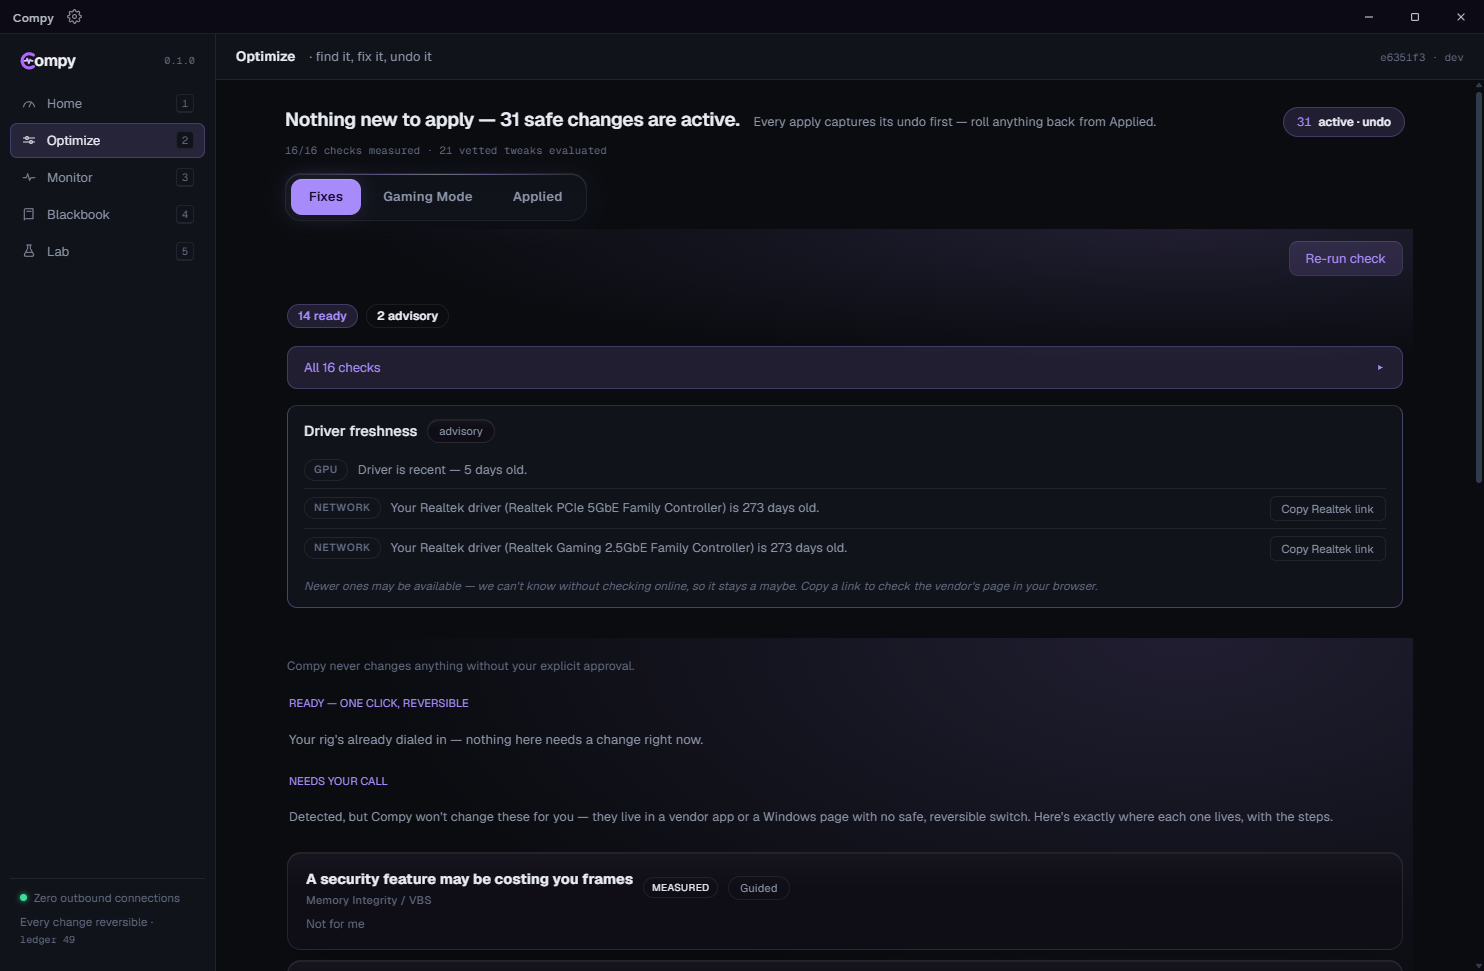 Compy
Compy 0.1.0
Home 1
Optimize 2
Monitor 3
Blackbook 4
Lab 5
Zero outbound connections
Every change reversible ·
ledger 49
Optimize · find it, fix it, undo it
e6351f3 · dev
Nothing new to apply — 31 safe changes are active. Every apply captures its undo first — roll anything back from Applied.
31 active · undo
16/16 checks measured · 21 vetted tweaks evaluated
Fixes Gaming Mode Applied
Re-run check
14 ready 2 advisory
All 16 checks
Driver freshness advisory
GPU Driver is recent — 5 days old.
NETWORK Your Realtek driver (Realtek PCIe 5GbE Family Controller) is 273 days old. Copy Realtek link
NETWORK Your Realtek driver (Realtek Gaming 2.5GbE Family Controller) is 273 days old. Copy Realtek link
Newer ones may be available — we can't know without checking online, so it stays a maybe. Copy a link to check the vendor's page in your browser.
Compy never changes anything without your explicit approval.
READY — ONE CLICK, REVERSIBLE
Your rig's already dialed in — nothing here needs a change right now.
NEEDS YOUR CALL
Detected, but Compy won't change these for you — they live in a vendor app or a Windows page with no safe, reversible switch. Here's exactly where each one lives, with the steps.
A security feature may be costing you frames MEASURED Guided
Memory Integrity / VBS
Not for me